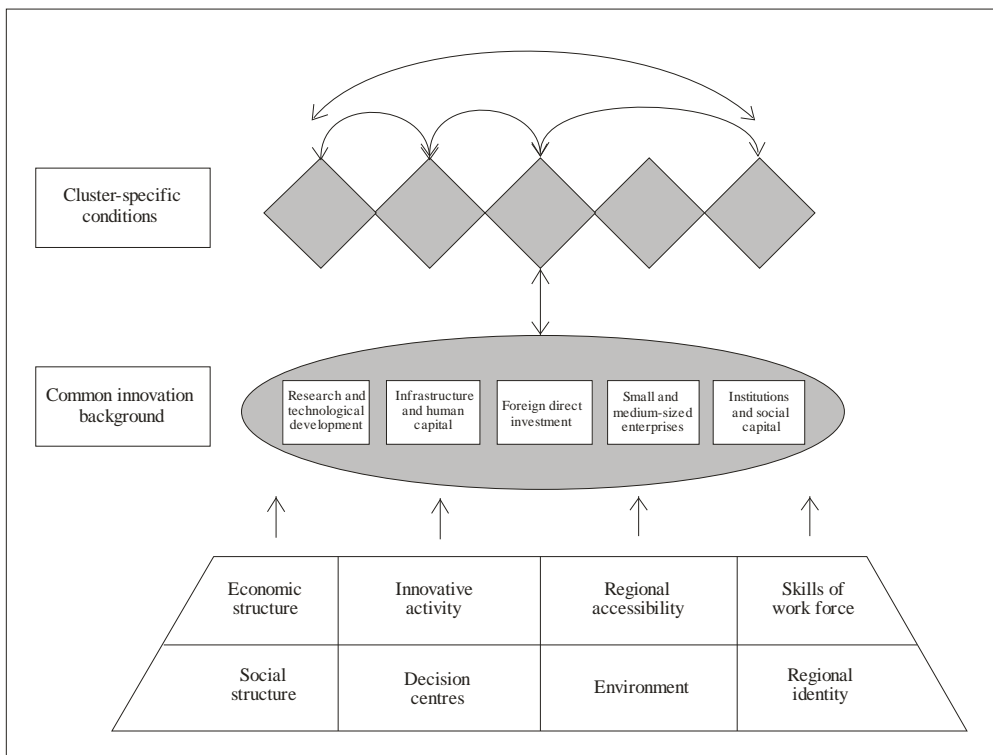 Cluster-specific
conditions
Common innovation
background
Research and
technological
development
Infrastructure
and human
capital
Foreign direct
investment
Small and
medium-sized
enterprises
Institutions
and social
capital
Economic
structure
Innovative
activity
Regional
accessibility
Skills of
work force
Social
structure
Decision
centres
Environment
Regional
identity